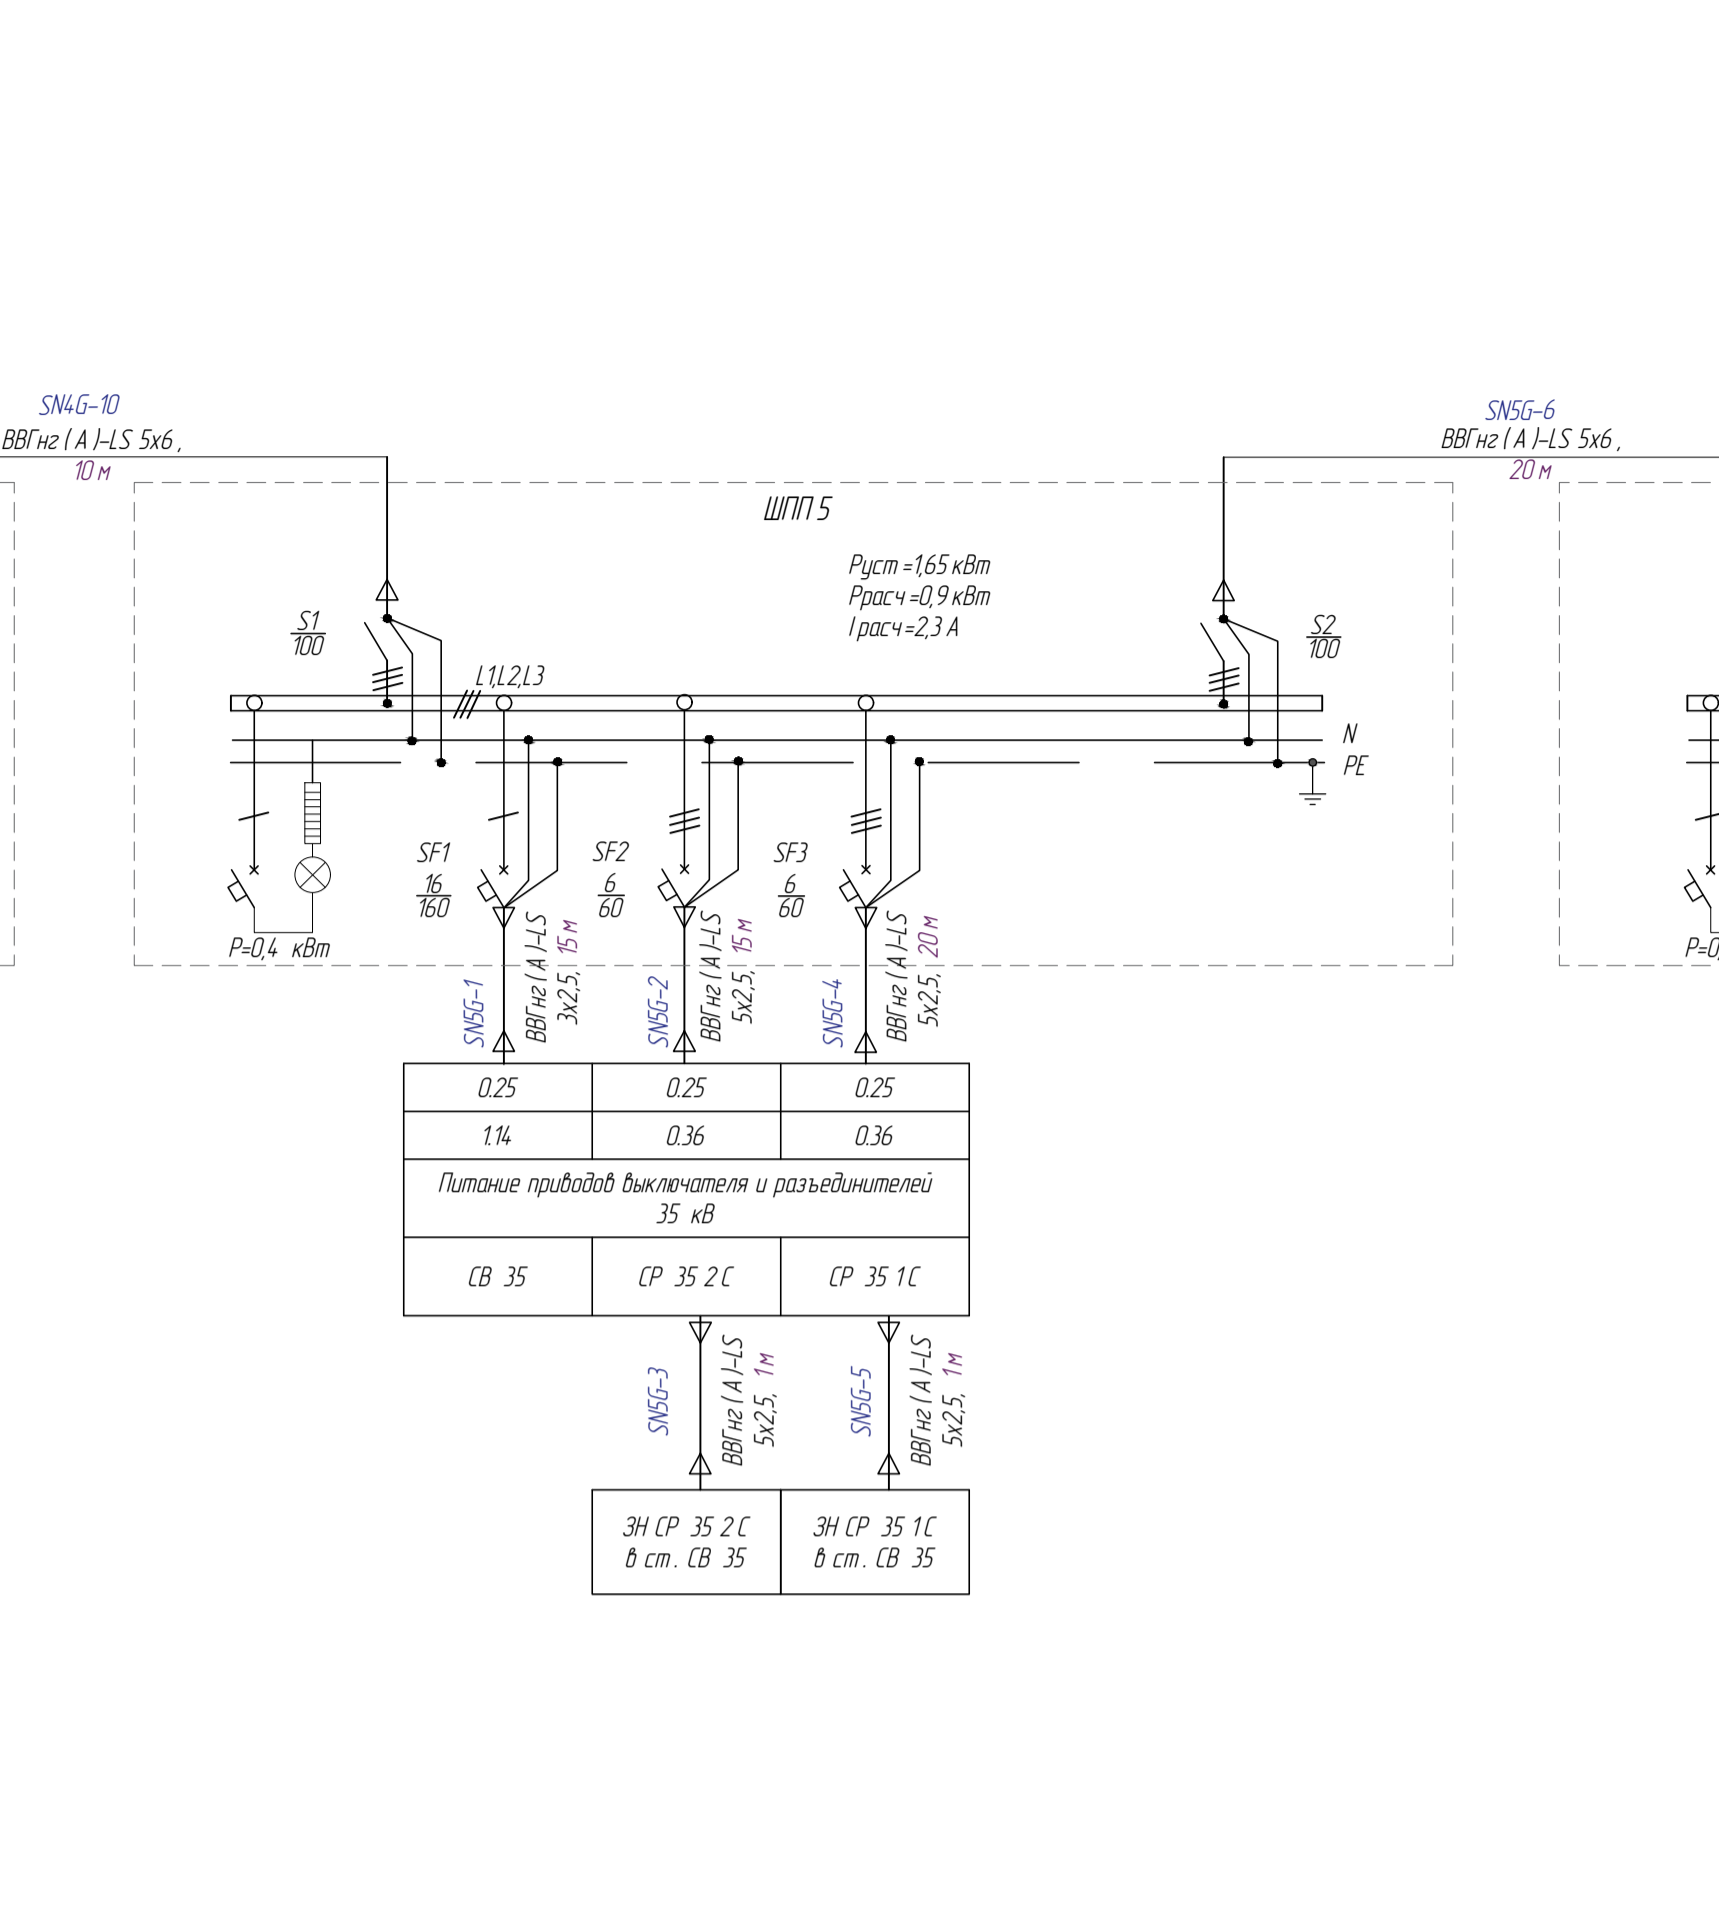 SN4G-10
ВВГнг(А)-LS 5х6,
10 м
SN5G-6
ВВГнг(А)-LS 5х6,
20 м
ШПП 5
Pуст=1,65 кВт
Pрасч=0,9 кВт
I расч=2,3 А
S1
100
S2
100
L1,L2,L3
N
PE
SF1
16
160
SF2
6
60
SF3
6
60
P=0,4 кВт
SN5G-1
ВВГнг(А)-LS
3х2,5, 15 м
SN5G-2
ВВГнг(А)-LS
5х2,5, 15 м
SN5G-4
ВВГнг(А)-LS
5х2,5, 20 м
0.25 0.25 0.25
1.14 0.36 0.36
Питание приводов выключателя и разъединителей
35 кВ
СВ 35 СР 35 2С СР 35 1С
SN5G-3
ВВГнг(А)-LS
5х2,5, 1 м
SN5G-5
ВВГнг(А)-LS
5х2,5, 1 м
ЗН СР 35 2С
в ст. СВ 35
ЗН СР 35 1С
в ст. СВ 35